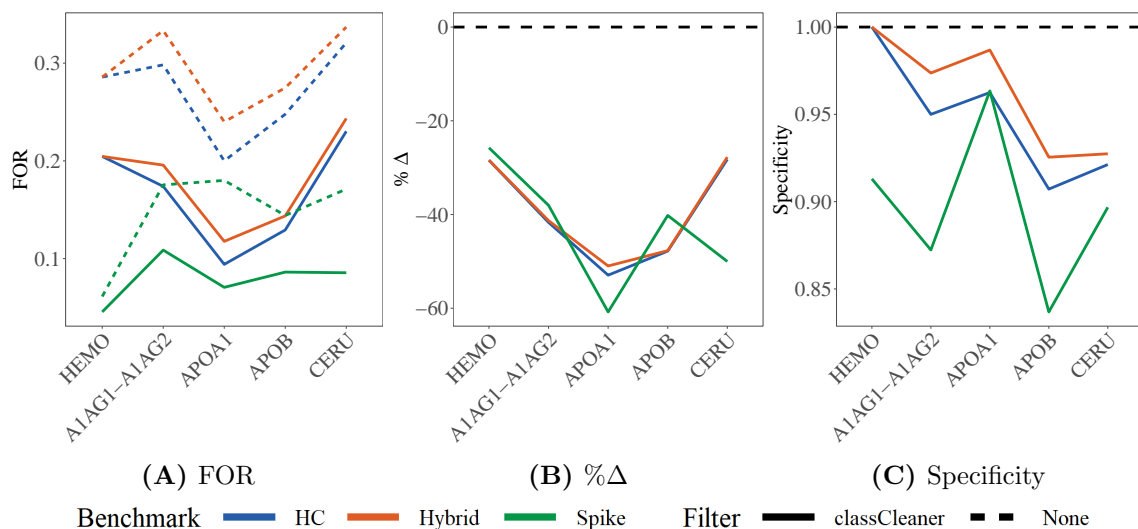 FOR
0.3
0.2
0.1
HEMO
A1AG1−A1AG2
APOA1
APOB
CERU
(A) FOR
% Δ
0
−20
−40
−60
HEMO
A1AG1−A1AG2
APOA1
APOB
CERU
(B) %Δ
Specificity
1.00
0.95
0.90
0.85
HEMO
A1AG1−A1AG2
APOA1
APOB
CERU
(C) Specificity
Benchmark HC Hybrid Spike Filter classCleaner None